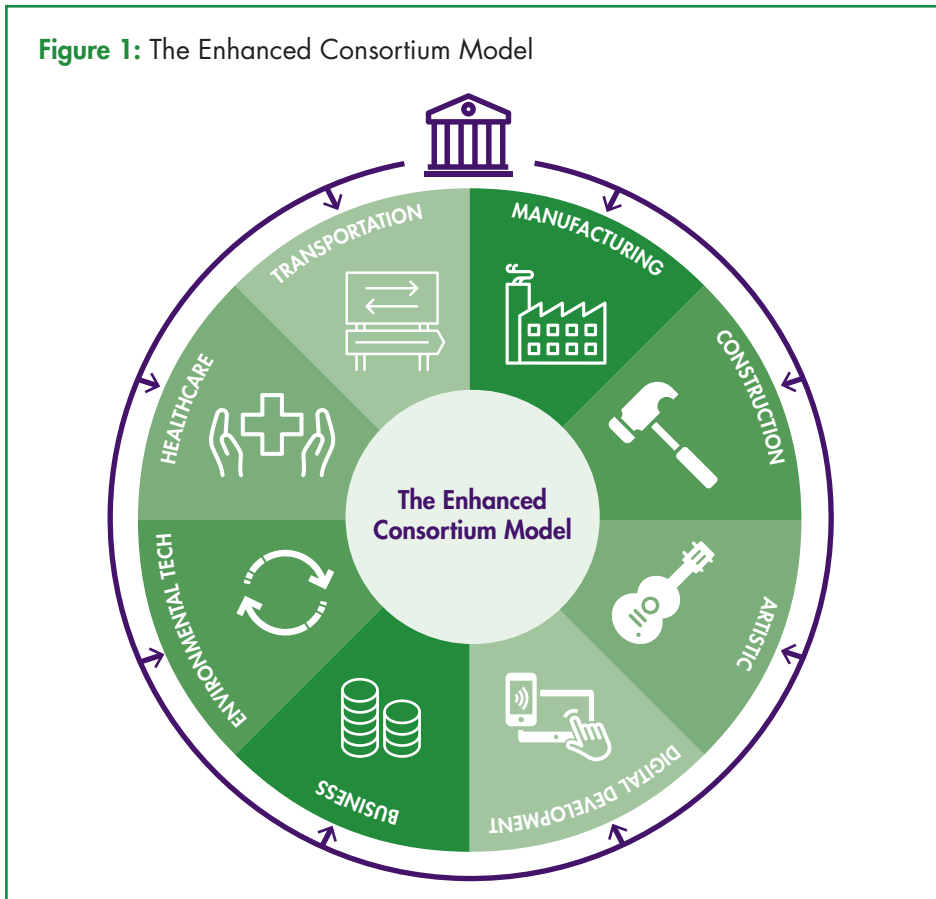 Figure 1: The Enhanced Consortium Model
TRANSPORTATION
MANUFACTURING
CONSTRUCTION
ARTISTIC
DIGITAL DEVELOPMENT
BUSINESS
ENVIRONMENTAL TECH
HEALTHCARE
The Enhanced
Consortium Model